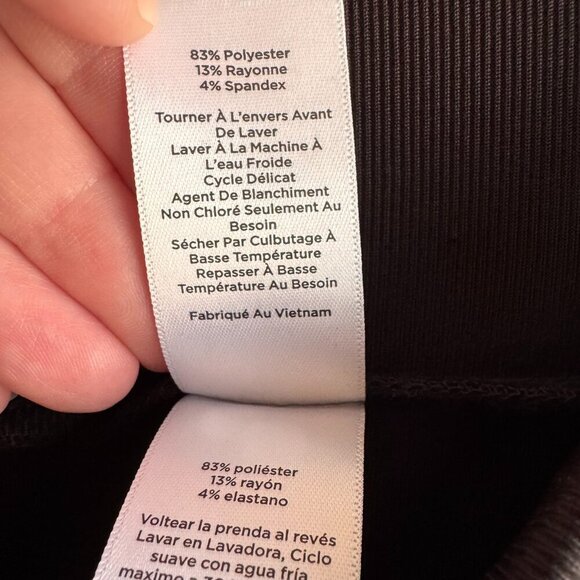 83% Polyester
13% Rayonne
4% Spandex
Tourner À L'envers Avant
De Laver
Laver À La Machine À
L'eau Froide
Cycle Délicat
Agent De Blanchiment
Non Chloré Seulement Au
Besoin
Sécher Par Culbutage À
Basse Température
Repasser À Basse
Température Au Besoin
Fabriqué Au Vietnam
83% poliéster
13% rayón
4% elastano
Voltear la prenda al revés
Lavar en Lavadora, Ciclo
suave con agua fría
maximo a